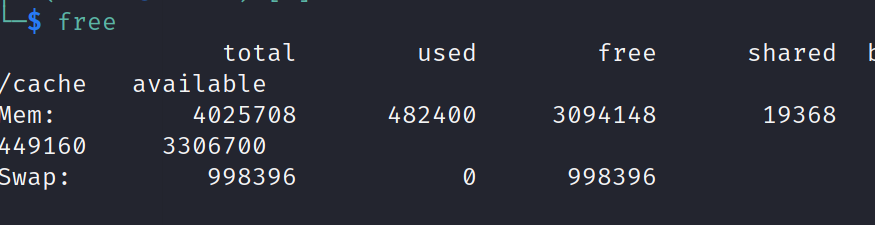 └─$ free
total used free shared
/cache available
Mem: 4025708 482400 3094148 19368
449160 3306700
Swap: 998396 0 998396